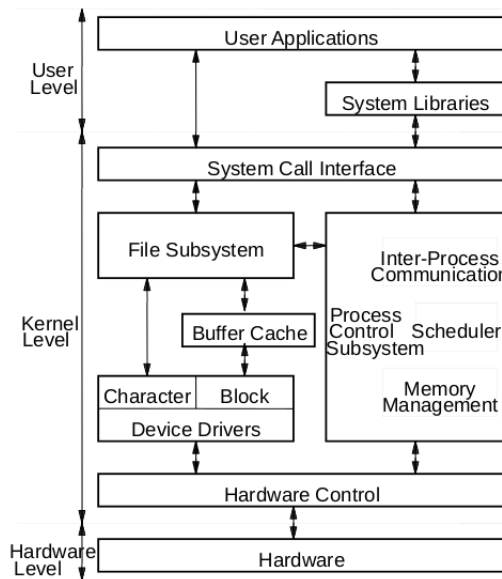 User Applications
User
Level
System Libraries
System Call Interface
File Subsystem
Inter-Process
Communication
Process
Control
Subsystem
Scheduler
Kernel
Level
Buffer Cache
Character
Block
Memory
Management
Device Drivers
Hardware Control
Hardware
Level
Hardware